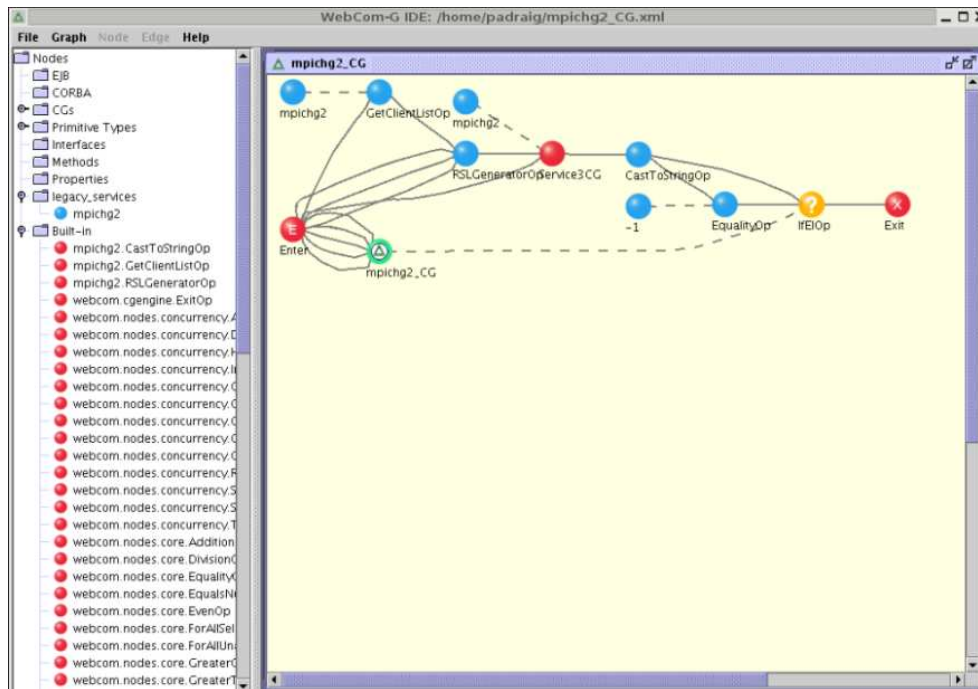 WebCom-G IDE: /home/padraig/mpichg2_CG.xml
File Graph Node Edge Help
Nodes
EJB
CORBA
CGs
Primitive Types
Interfaces
Methods
Properties
legacy_services
mpichg2
Built-in
mpichg2.CastToStringOp
mpichg2.GetClientListOp
mpichg2.RSLGeneratorOp
webcom.cgengine.ExitOp
webcom.nodes.concurrency.A
webcom.nodes.concurrency.D
webcom.nodes.concurrency.H
webcom.nodes.concurrency.I
webcom.nodes.concurrency.C
webcom.nodes.concurrency.C
webcom.nodes.concurrency.C
webcom.nodes.concurrency.C
webcom.nodes.concurrency.C
webcom.nodes.concurrency.R
webcom.nodes.concurrency.S
webcom.nodes.concurrency.S
webcom.nodes.concurrency.T
webcom.nodes.core.Addition
webcom.nodes.core.DivisionO
webcom.nodes.core.EqualityO
webcom.nodes.core.EqualsNu
webcom.nodes.core.EvenOp
webcom.nodes.core.ForAllSel
webcom.nodes.core.ForAllUna
webcom.nodes.core.GreaterO
webcom.nodes.core.GreaterT
mpichg2_CG
mpichg2
GetClientListOp
mpichg2
RSLGeneratorOp
Service3CG
CastToStringOp
-1
EqualityOp
?
IfElOp
X
Exit
E
Enter
mpichg2_CG